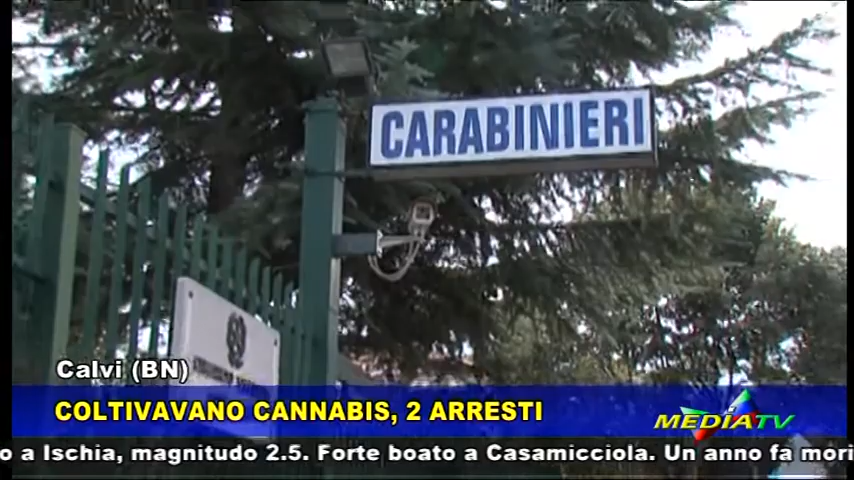 CARABINIERI
Calvi (BN)
COLTIVAVANO CANNABIS, 2 ARRESTI
MEDIATV
o a Ischia, magnitudo 2.5. Forte boato a Casamicciola. Un anno fa mori